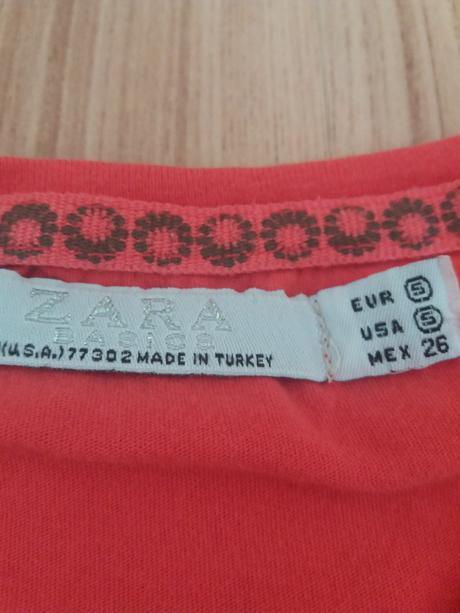 ZARA
BASICS
(U.S.A.)77302 MADE IN TURKEY
EUR S
USA S
MEX 26